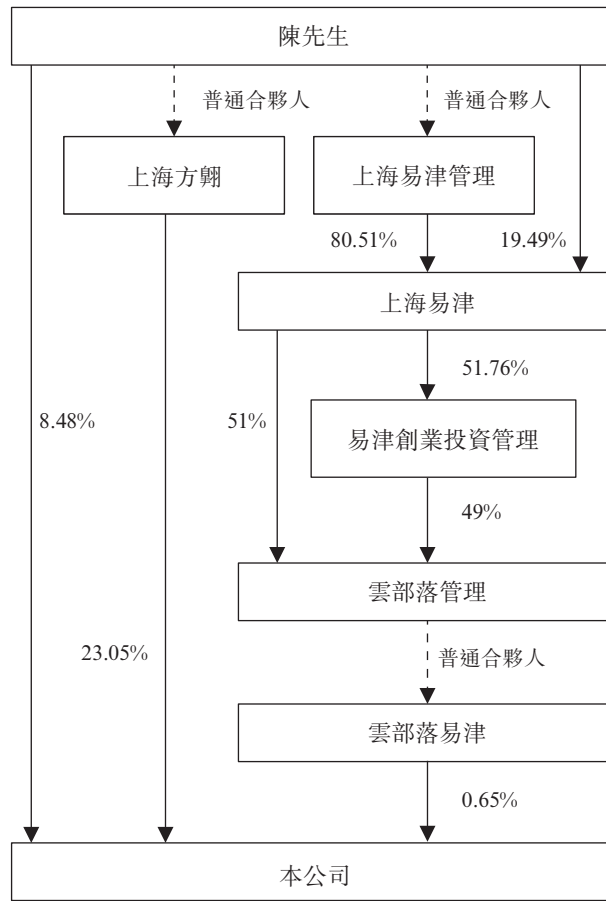 陳先生
普通合夥人
普通合夥人
上海方翺
上海易津管理
80.51%
19.49%
上海易津
51.76%
8.48%
51%
易津創業投資管理
49%
雲部落管理
23.05%
普通合夥人
雲部落易津
0.65%
本公司